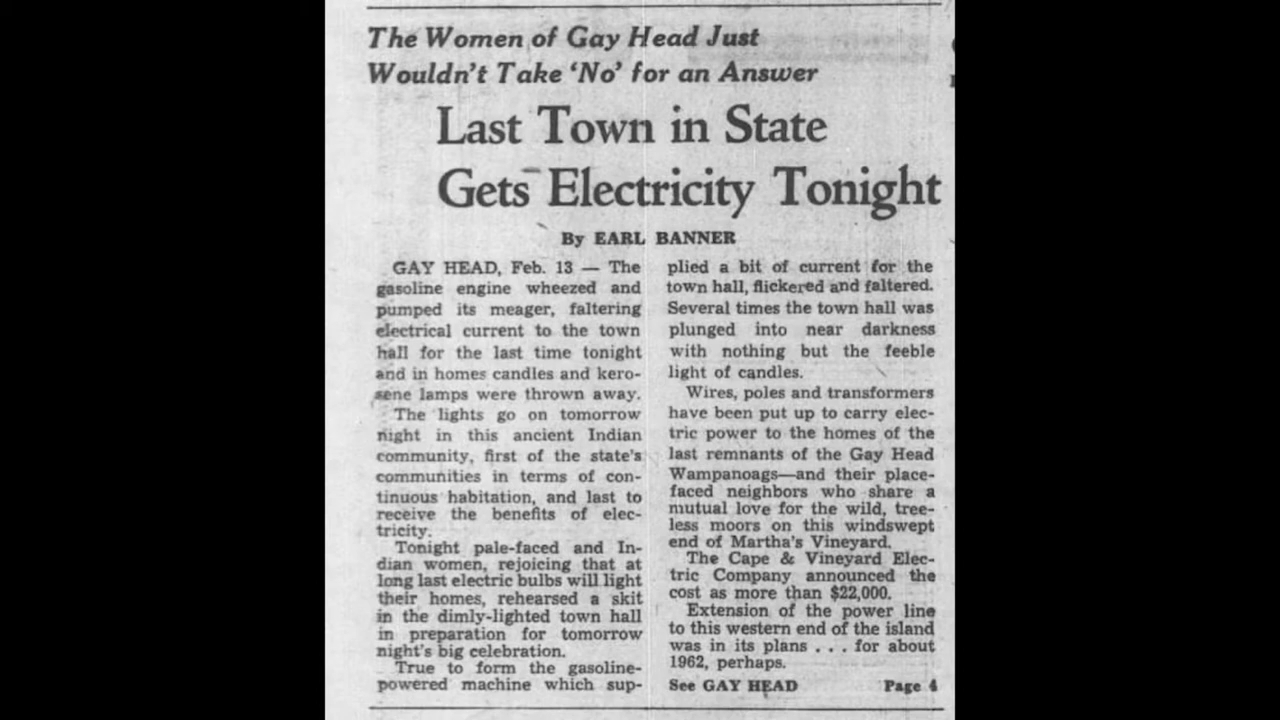 The Women of Gay Head Just
Wouldn't Take 'No' for an Answer
Last Town in State
Gets Electricity Tonight
By EARL BANNER
GAY HEAD, Feb. 13 — The
gasoline engine wheezed and
pumped its meager, faltering
electrical current to the town
hall for the last time tonight
and in homes candles and kero-
sene lamps were thrown away.
The lights go on tomorrow
night in this ancient Indian
community, first of the state's
communities in terms of con-
tinuous habitation, and last to
receive the benefits of elec-
tricity.
Tonight pale-faced and In-
dian women, rejoicing that at
long last electric bulbs will light
their homes, rehearsed a skit
in the dimly-lighted town hall
in preparation for tomorrow
night's big celebration.
True to form the gasoline-
powered machine which sup-
plied a bit of current for the
town hall, flickered and faltered.
Several times the town hall was
plunged into near darkness
with nothing but the feeble
light of candles.
Wires, poles and transformers
have been put up to carry elec-
tric power to the homes of the
last remnants of the Gay Head
Wampanoags—and their place-
faced neighbors who share a
mutual love for the wild, tree-
less moors on this windswept
end of Martha's Vineyard.
The Cape & Vineyard Elec-
tric Company announced the
cost as more than $22,000.
Extension of the power line
to this western end of the island
was in its plans . . . for about
1962, perhaps.
See GAY HEAD Page 4